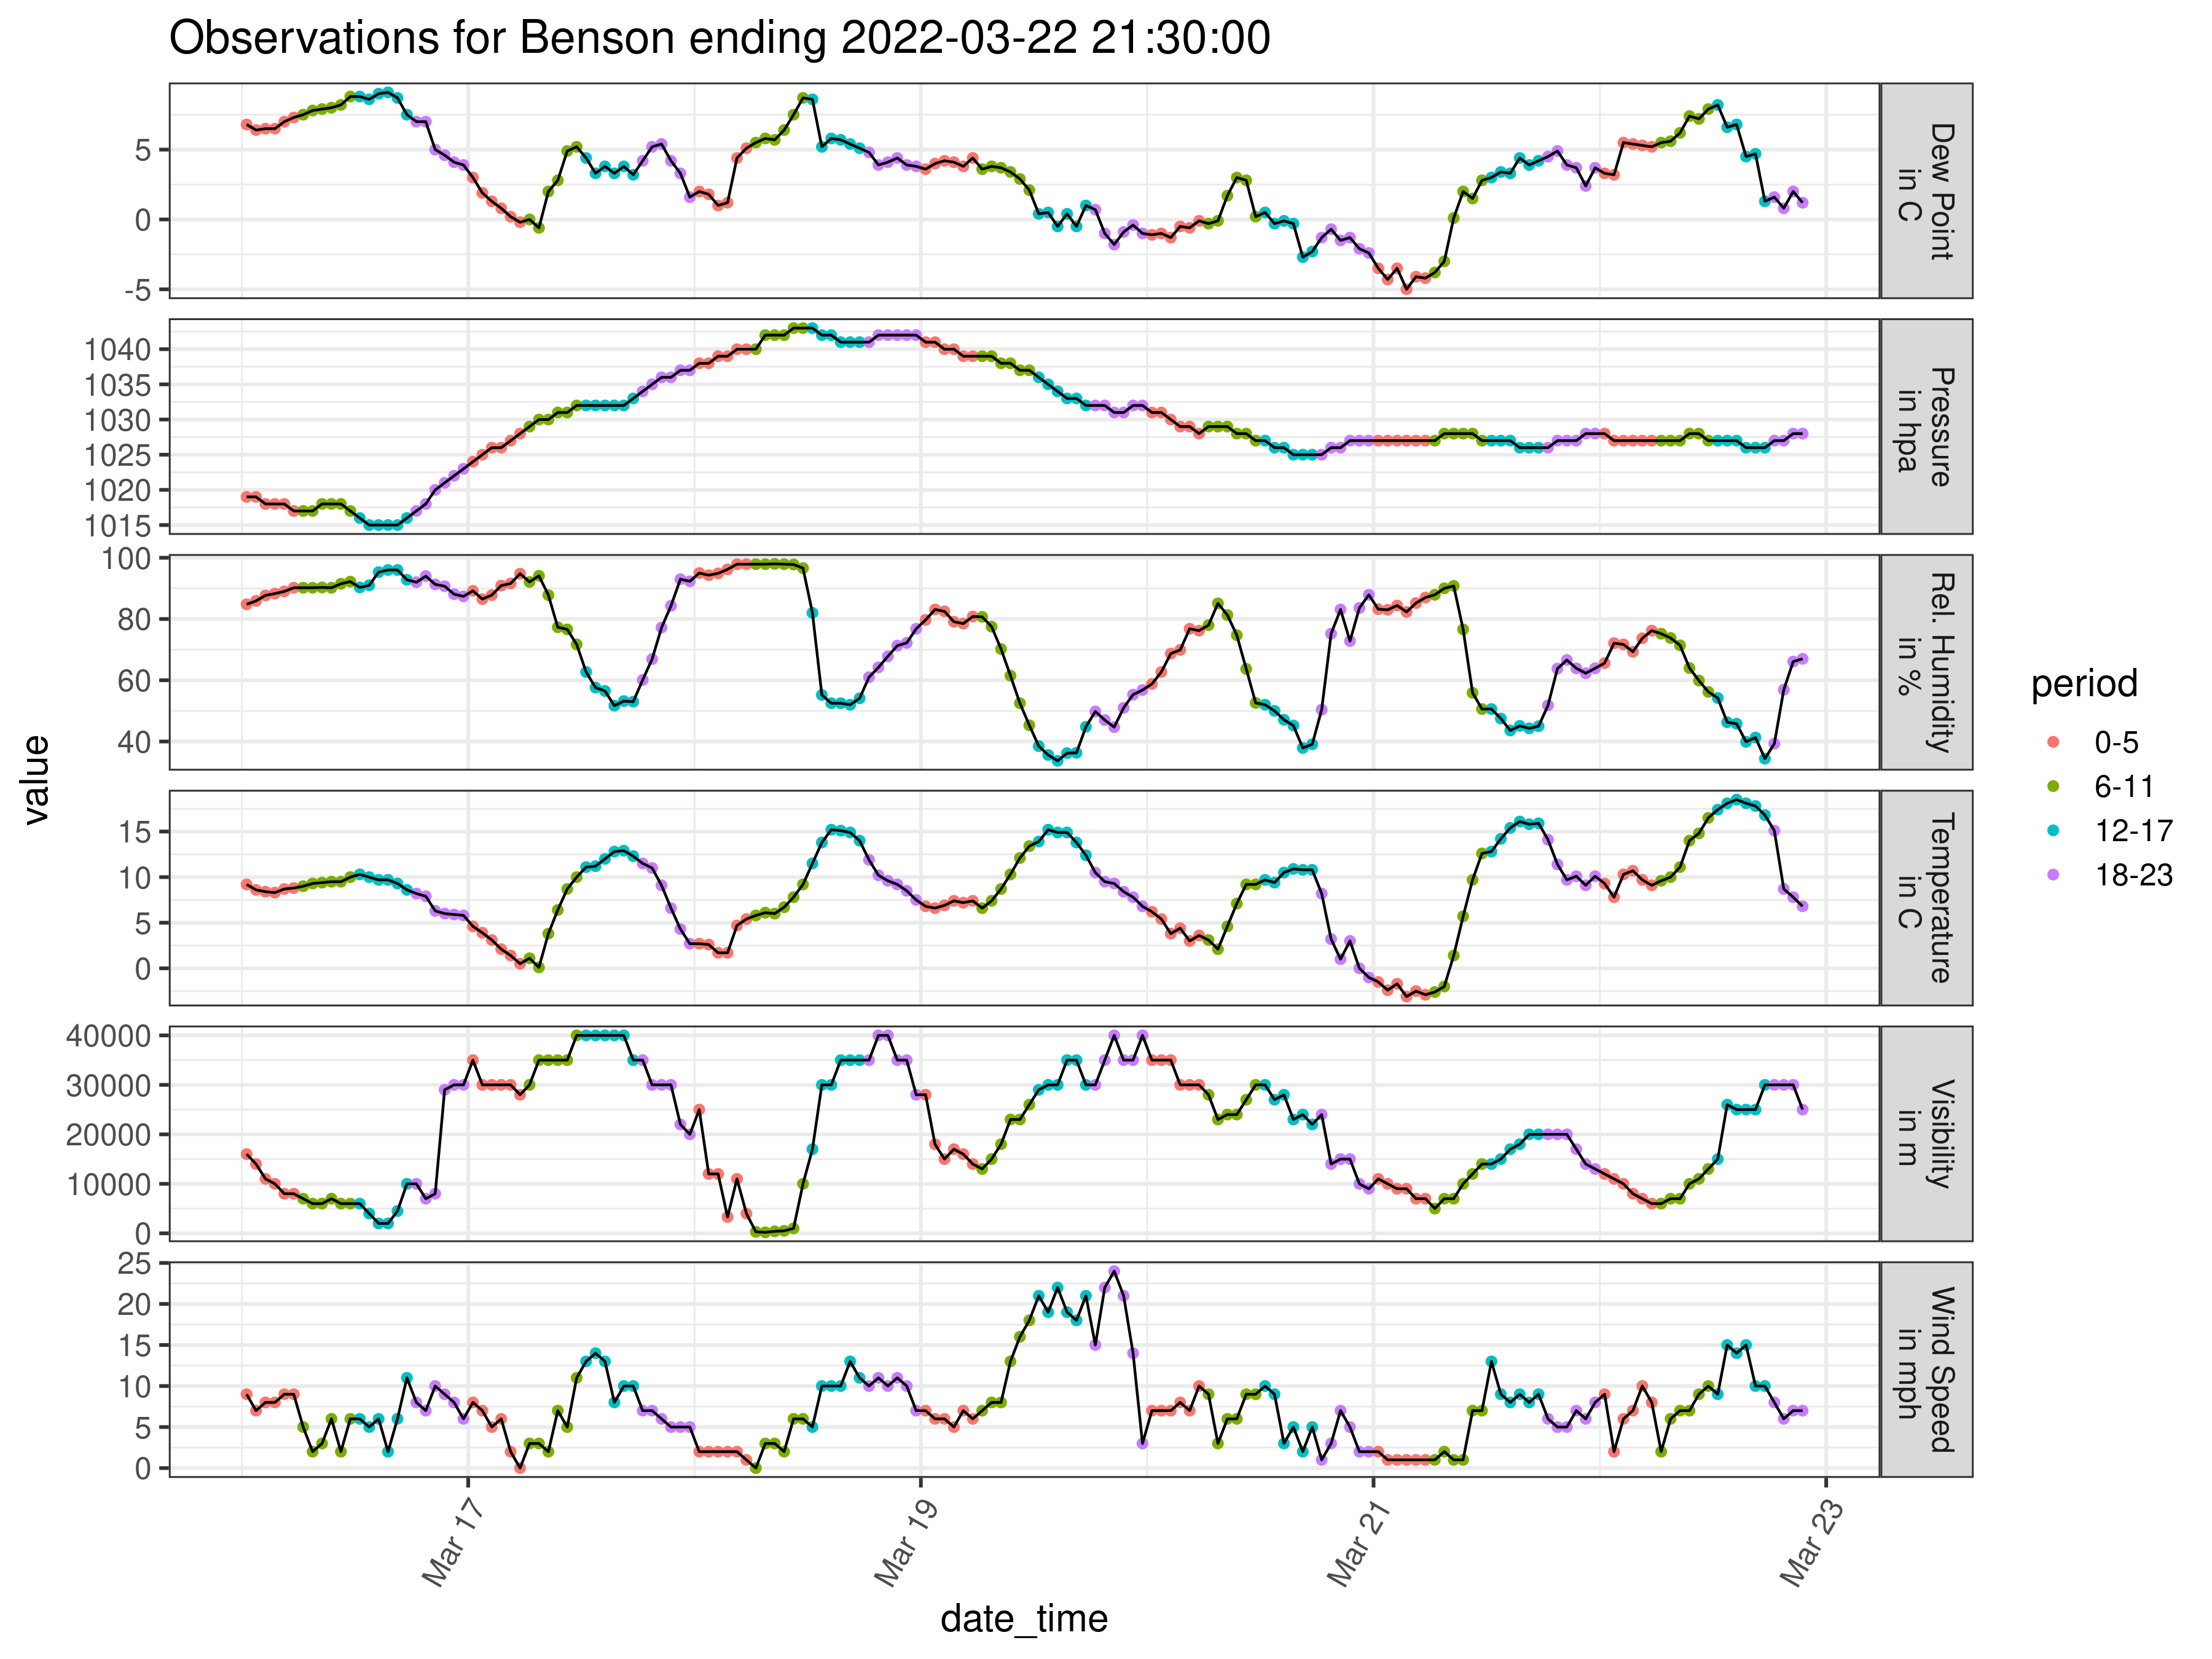 Observations for Benson ending 2022-03-22 21:30:00
value
5
0
-5
Dew Point
in C
1040
1035
1030
1025
1020
1015
Pressure
in hpa
100
80
60
40
Rel. Humidity
in %
15
10
5
0
Temperature
in C
40000
30000
20000
10000
0
Visibility
in m
25
20
15
10
5
0
Wind Speed
in mph
Mar 17
Mar 19
Mar 21
Mar 23
date_time
period
0-5
6-11
12-17
18-23